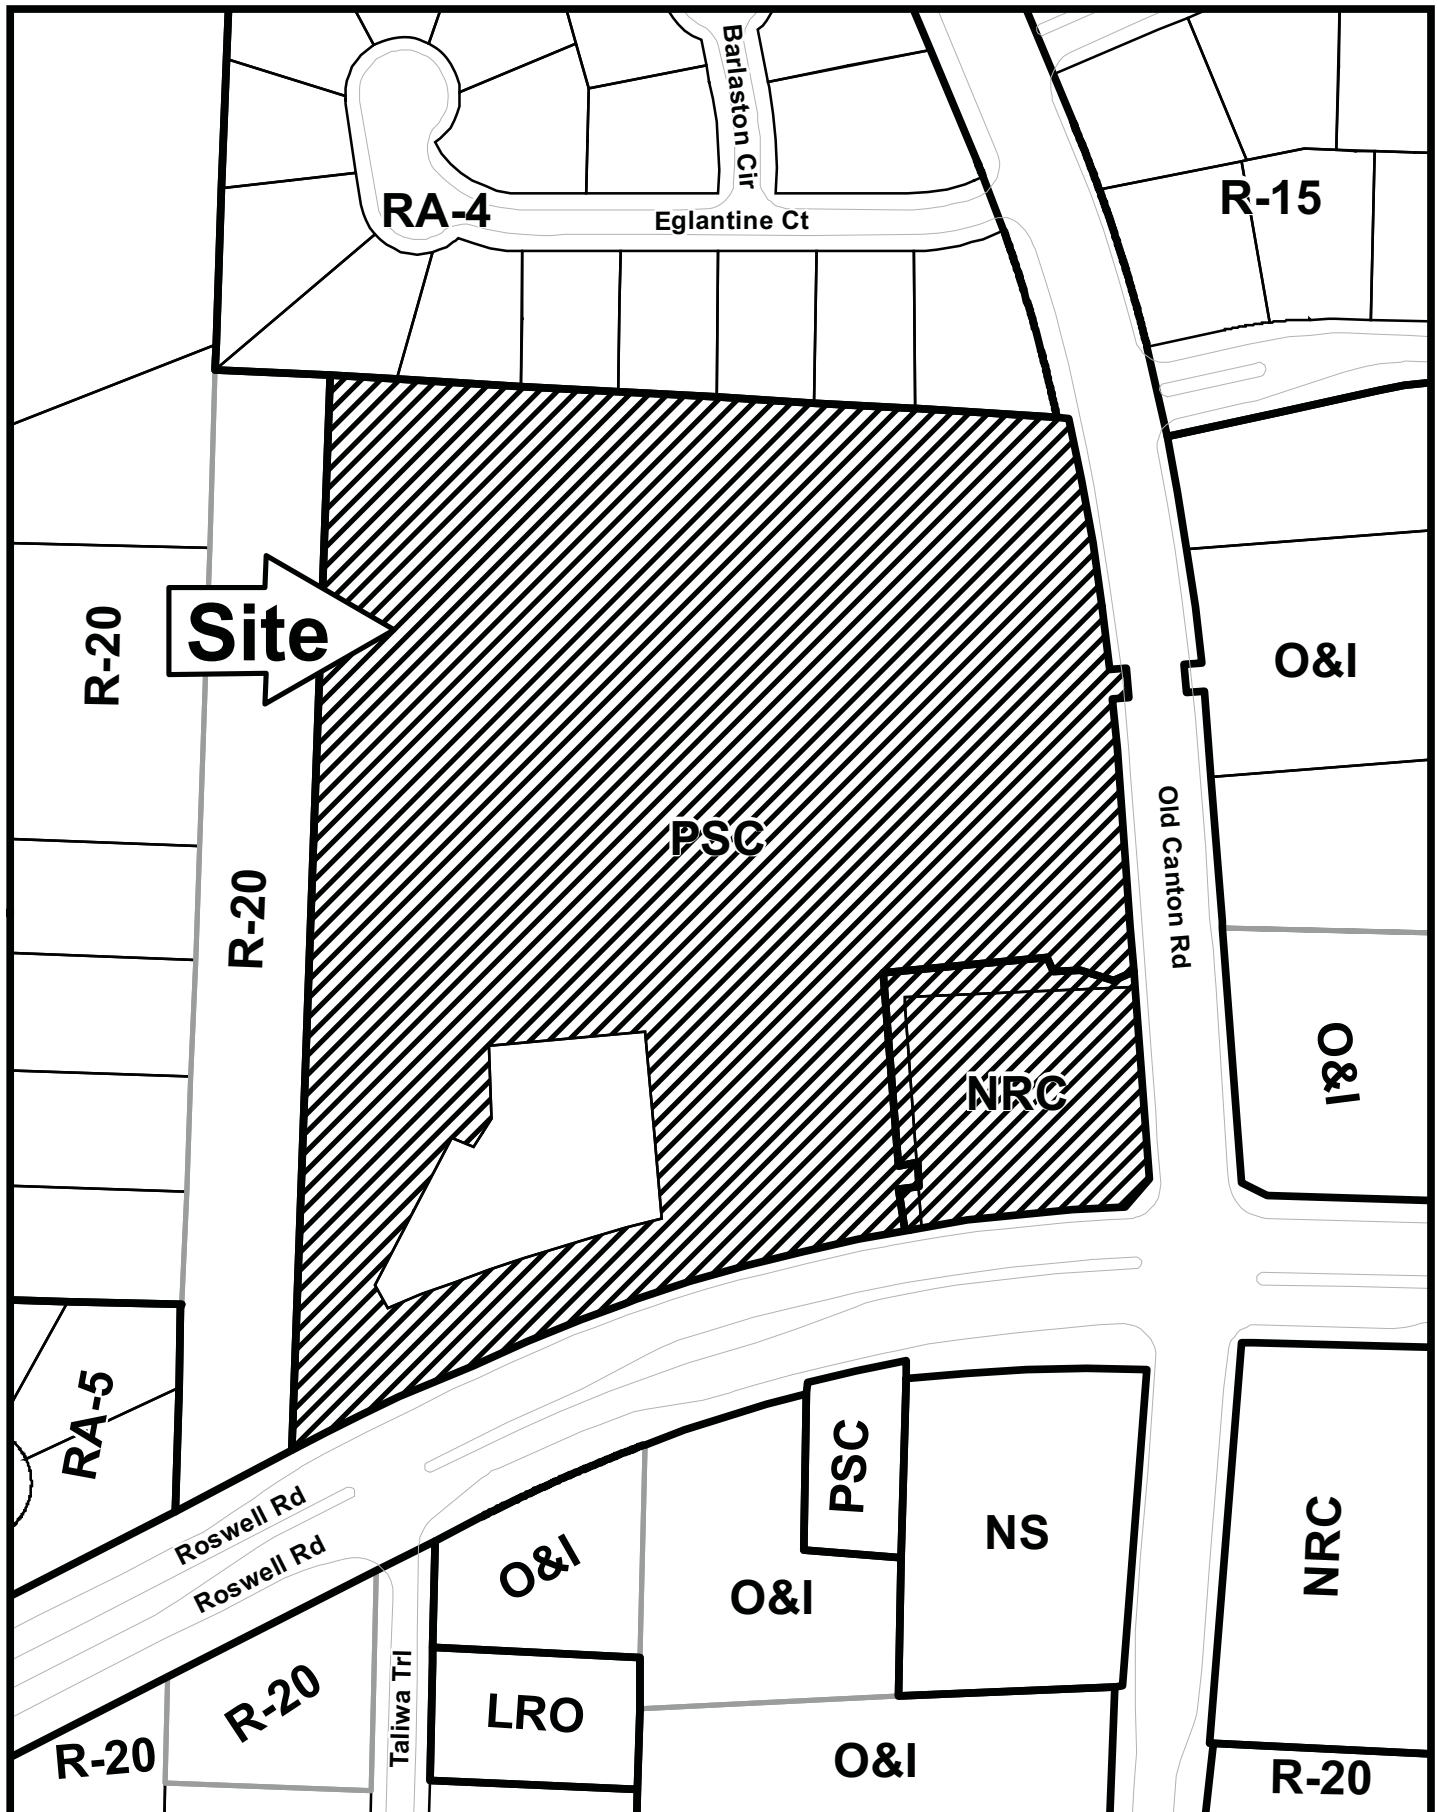 Barlaston Cir
RA-4
Eglantine Ct
R-15
R-20
Site
O&I
PSC
Old Canton Rd
R-20
O&I
NRC
RA-5
Roswell Rd
Roswell Rd
O&I
PSC
NS
NRC
O&I
R-20
Taliwa Trl
LRO
R-20
O&I
R-20